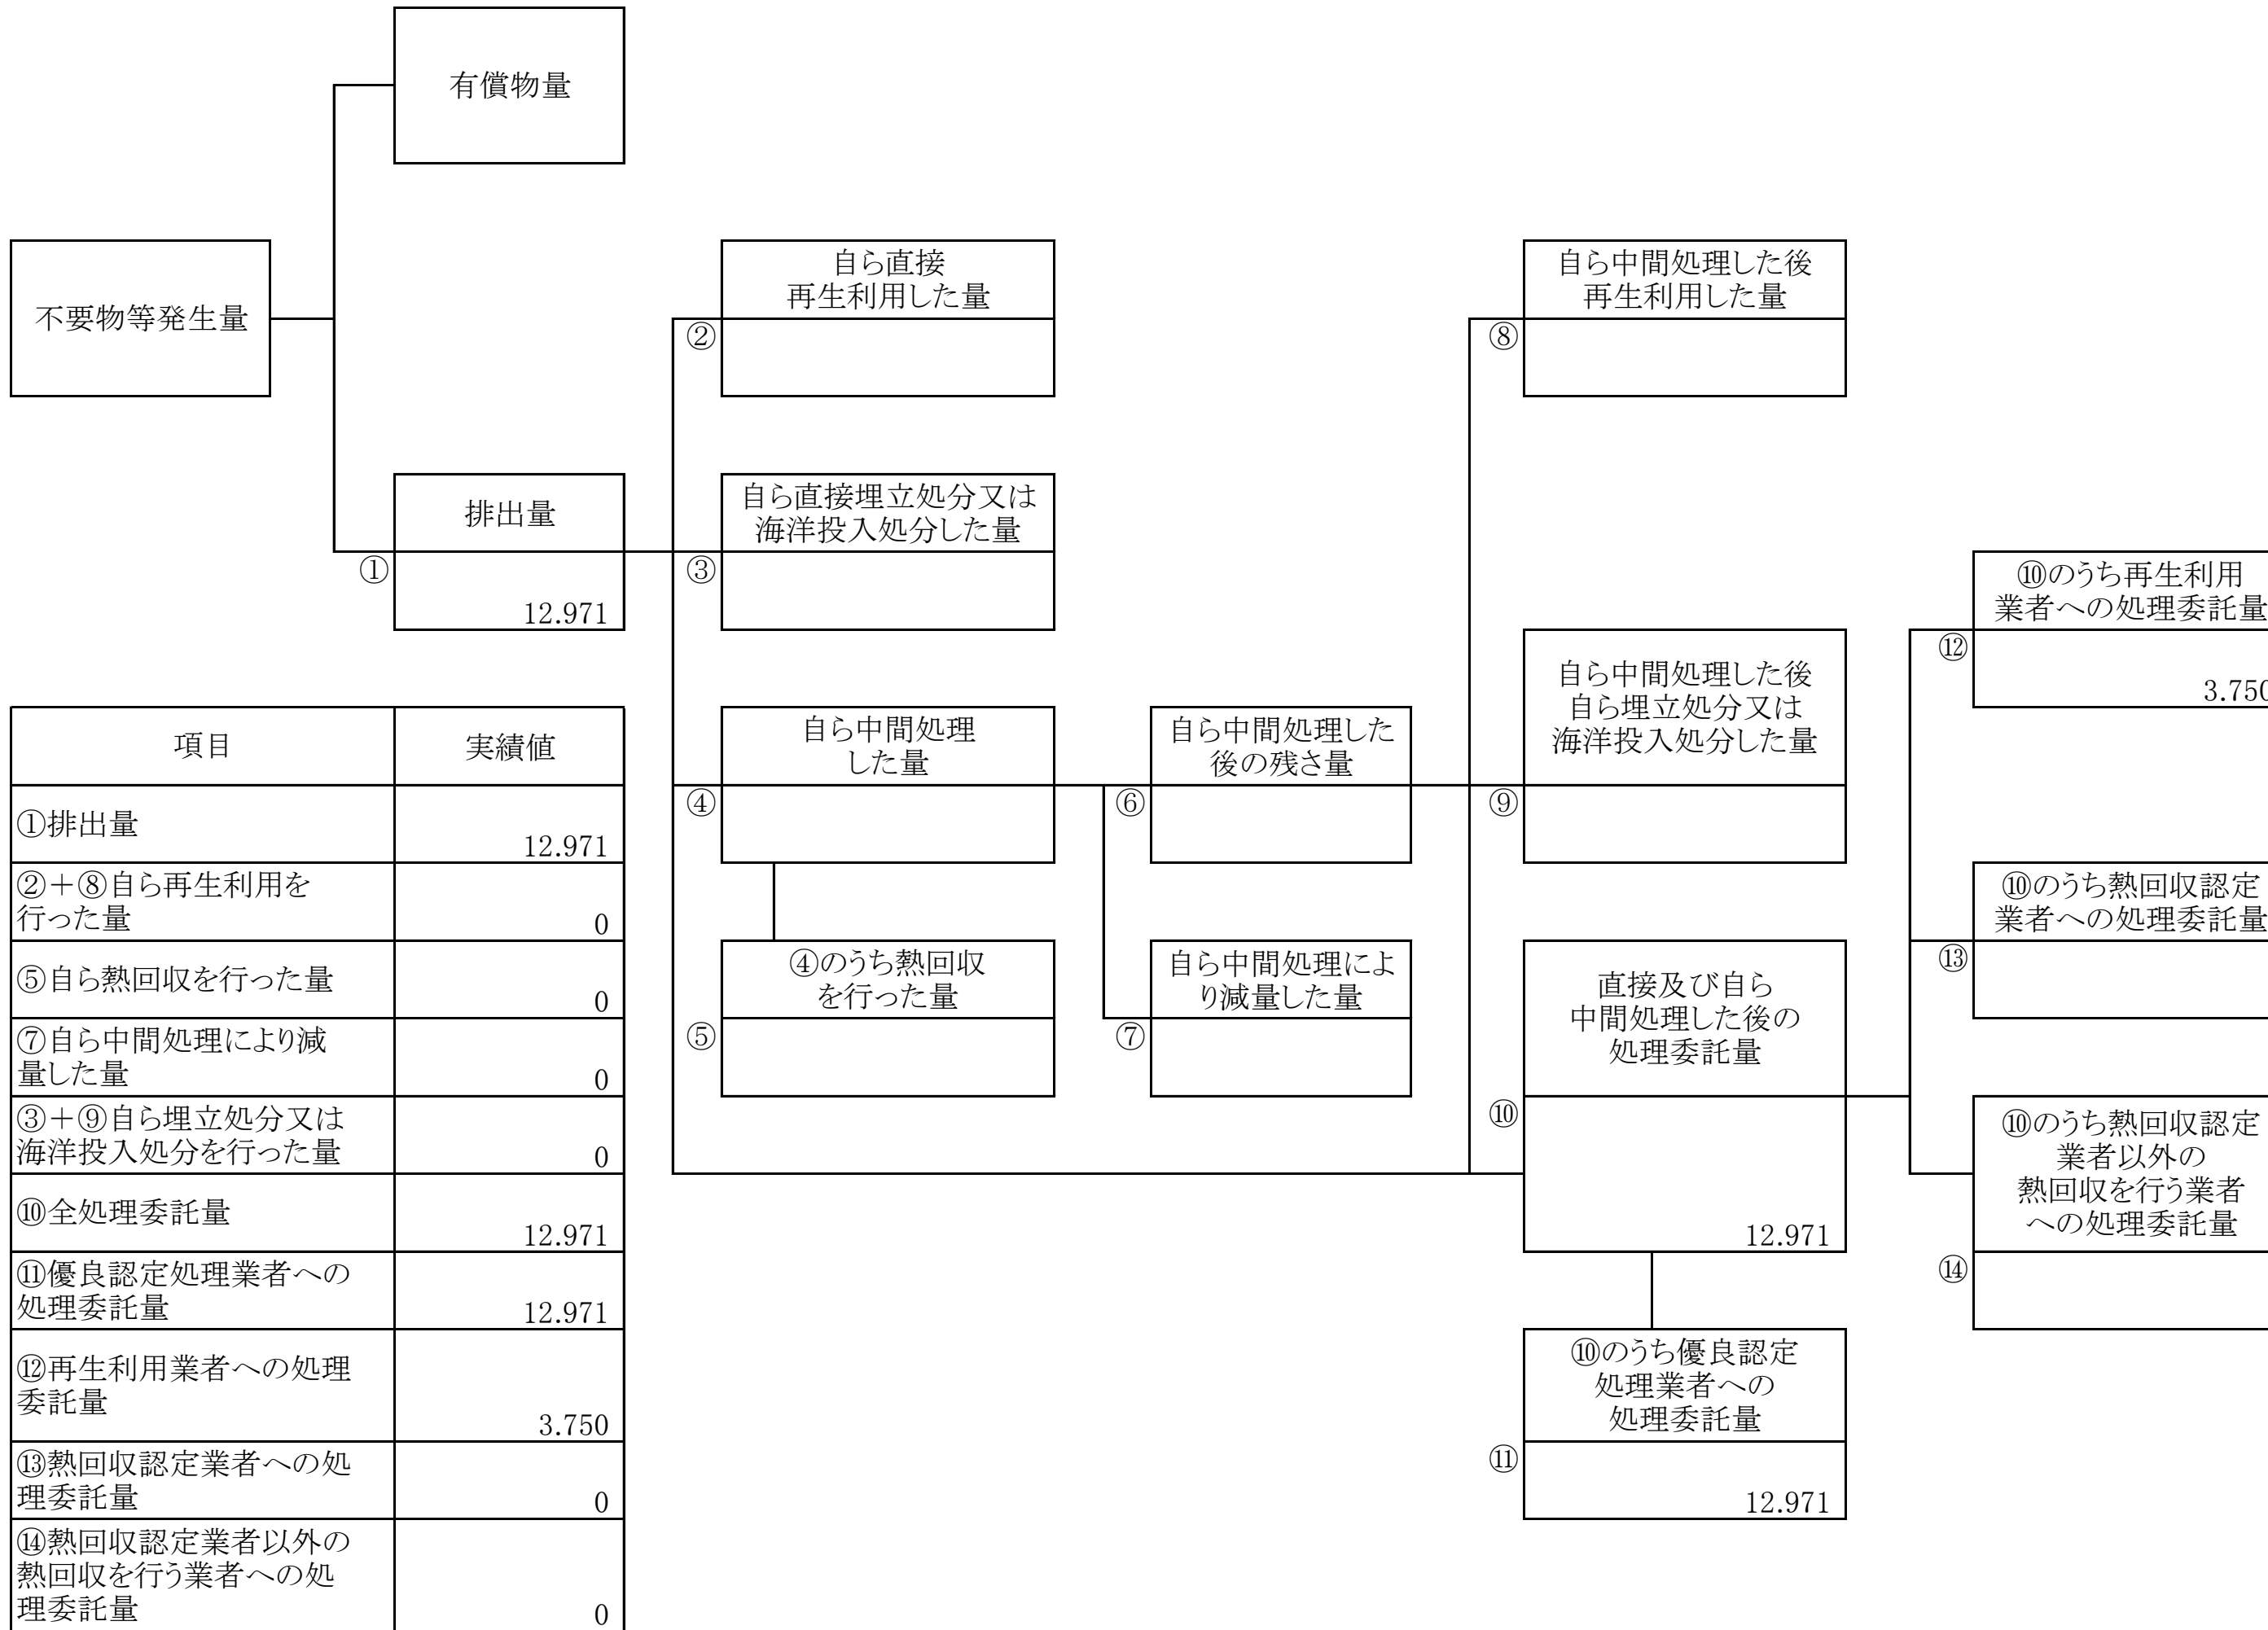 有償物量
不要物等発生量
自ら直接
再生利用した量
②
自ら中間処理した後
再生利用した量
⑧
排出量
①
12.971
自ら直接埋立処分又は
海洋投入処分した量
③
⑩のうち再生利用
業者への処理委託量
⑫
3.750
自ら中間処理した後
自ら埋立処分又は
海洋投入処分した量
⑨
自ら中間処理
した量
④
自ら中間処理した
後の残さ量
⑥
⑩のうち熱回収認定
業者への処理委託量
⑬
④のうち熱回収
を行った量
⑤
自ら中間処理によ
り減量した量
⑦
直接及び自ら
中間処理した後の
処理委託量
⑩
12.971
⑩のうち熱回収認定
業者以外の
熱回収を行う業者
への処理委託量
⑭
⑩のうち優良認定
処理業者への
処理委託量
⑪
12.971
項目
実績値
①排出量
12.971
②+⑧自ら再生利用を
行った量
0
⑤自ら熱回収を行った量
0
⑦自ら中間処理により減
量した量
0
③+⑨自ら埋立処分又は
海洋投入処分を行った量
0
⑩全処理委託量
12.971
⑪優良認定処理業者への
処理委託量
12.971
⑫再生利用業者への処理
委託量
3.750
⑬熱回収認定業者への処
理委託量
0
⑭熱回収認定業者以外の
熱回収を行う業者への処
理委託量
0